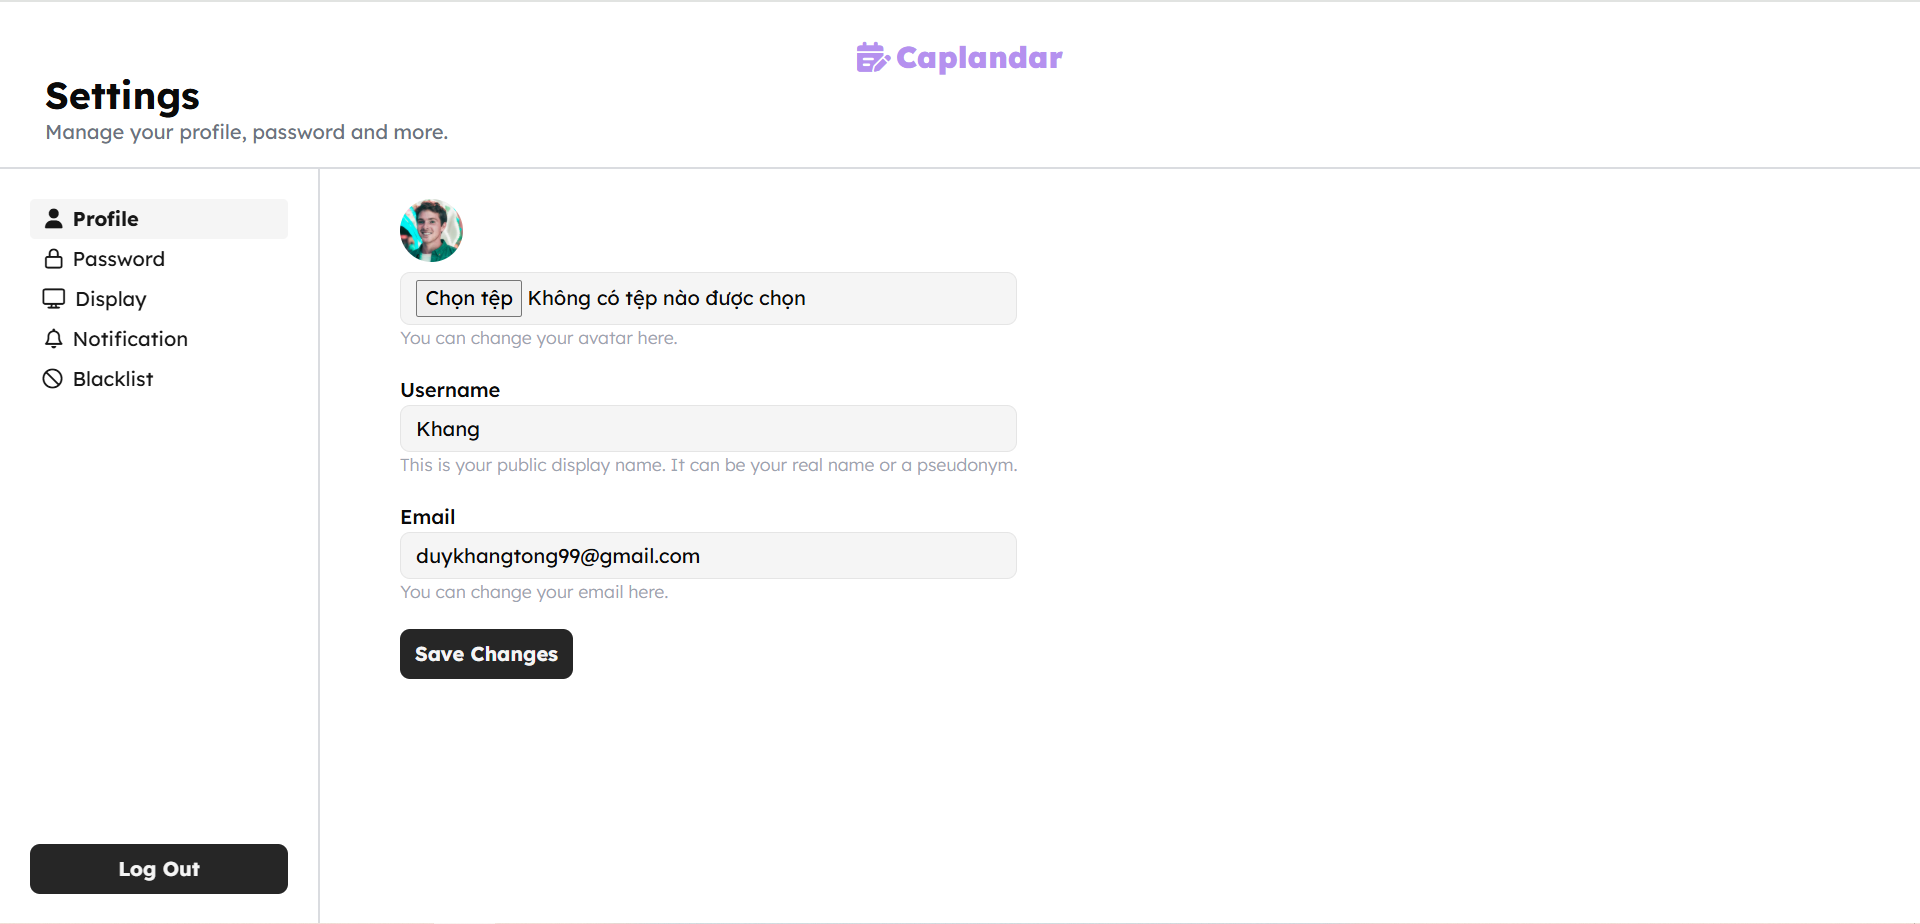 Caplandar
Settings
Manage your profile, password and more.
Profile
Password
Display
Notification
Blacklist
Log Out
Chọn tệp Không có tệp nào được chọn
You can change your avatar here.
Username
Khang
This is your public display name. It can be your real name or a pseudonym.
Email
duykhangtong99@gmail.com
You can change your email here.
Save Changes